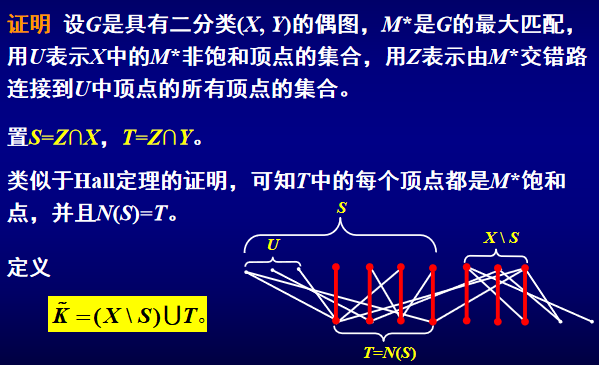 证明 设G是具有二分类(X, Y)的偶图，M*是G的最大匹配，
用U表示X中的M*非饱和顶点的集合，用Z表示由M*交错路
连接到U中顶点的所有顶点的集合。
置S=Z∩X，T=Z∩Y。
类似于Hall定理的证明，可知T中的每个顶点都是M*饱和
点，并且N(S)=T。
S
U
X \ S
定义
K̃ = (X \ S)⋃T。
T=N(S)